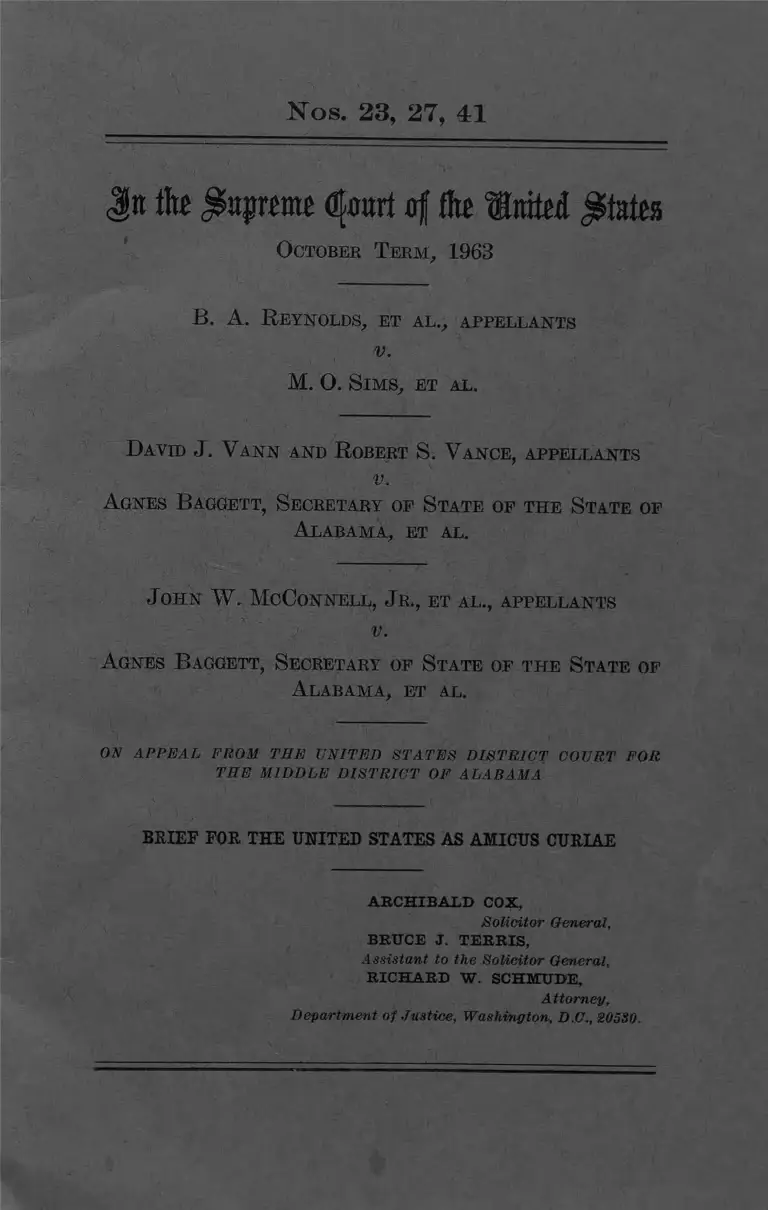 Nos. 23, 27, 41
In the Supreme Court of the United States
October Term, 1963
B. A. Reynolds, et al., appellants
v.
M. O. Sims, et al.
David J. Vann and Robert S. Vance, appellants
v.
Agnes Baggett, Secretary of State of the State of
Alabama, et al.
John W. McConnell, Jr., et al., appellants
v.
Agnes Baggett, Secretary of State of the State of
Alabama, et al.
ON APPEAL FROM THE UNITED STATES DISTRICT COURT FOR
THE MIDDLE DISTRICT OF ALABAMA
BRIEF FOR THE UNITED STATES AS AMICUS CURIAE
ARCHIBALD COX,
Solicitor General,
BRUCE J. TERRIS,
Assistant to the Solicitor General,
RICHARD W. SCHMUDE,
Attorney,
Department of Justice, Washington, D.C., 20530.